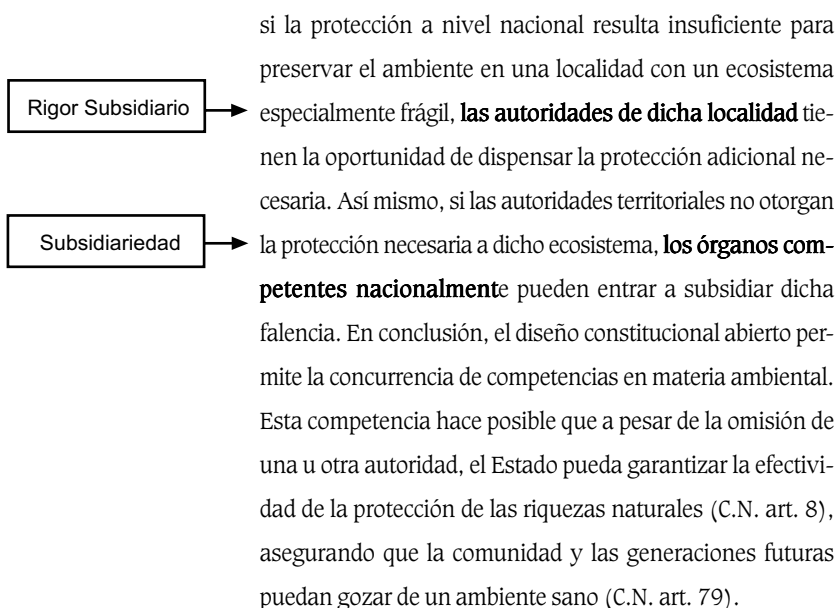 si la protección a nivel nacional resulta insuficiente para
preservar el ambiente en una localidad con un ecosistema
Rigor Subsidiario
especialmente frágil, las autoridades de dicha localidad tie-
nen la oportunidad de dispensar la protección adicional ne-
cesaria. Así mismo, si las autoridades territoriales no otorgan
Subsidiariedad
la protección necesaria a dicho ecosistema, los órganos com-
petentes nacionalmente pueden entrar a subsidiar dicha
falencia. En conclusión, el diseño constitucional abierto per-
mite la concurrencia de competencias en materia ambiental.
Esta competencia hace posible que a pesar de la omisión de
una u otra autoridad, el Estado pueda garantizar la efectivi-
dad de la protección de las riquezas naturales (C.N. art. 8),
asegurando que la comunidad y las generaciones futuras
puedan gozar de un ambiente sano (C.N. art. 79).